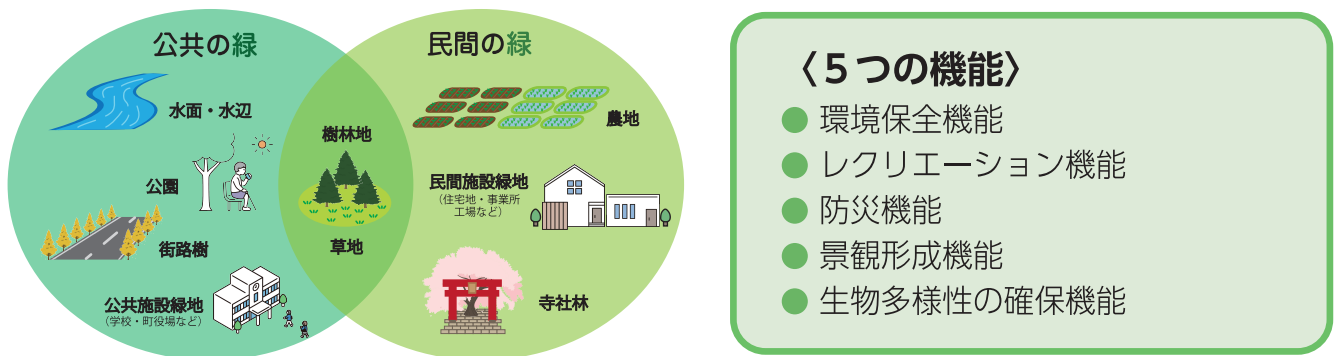 公共の緑
水面・水辺
公園
街路樹
公共施設緑地
（学校・町役場など）
樹林地
草地
民間の緑
農地
民間施設緑地
（住宅地・事業所
工場など）
寺社林
〈５つの機能〉
● 環境保全機能
● レクリエーション機能
● 防災機能
● 景観形成機能
● 生物多様性の確保機能